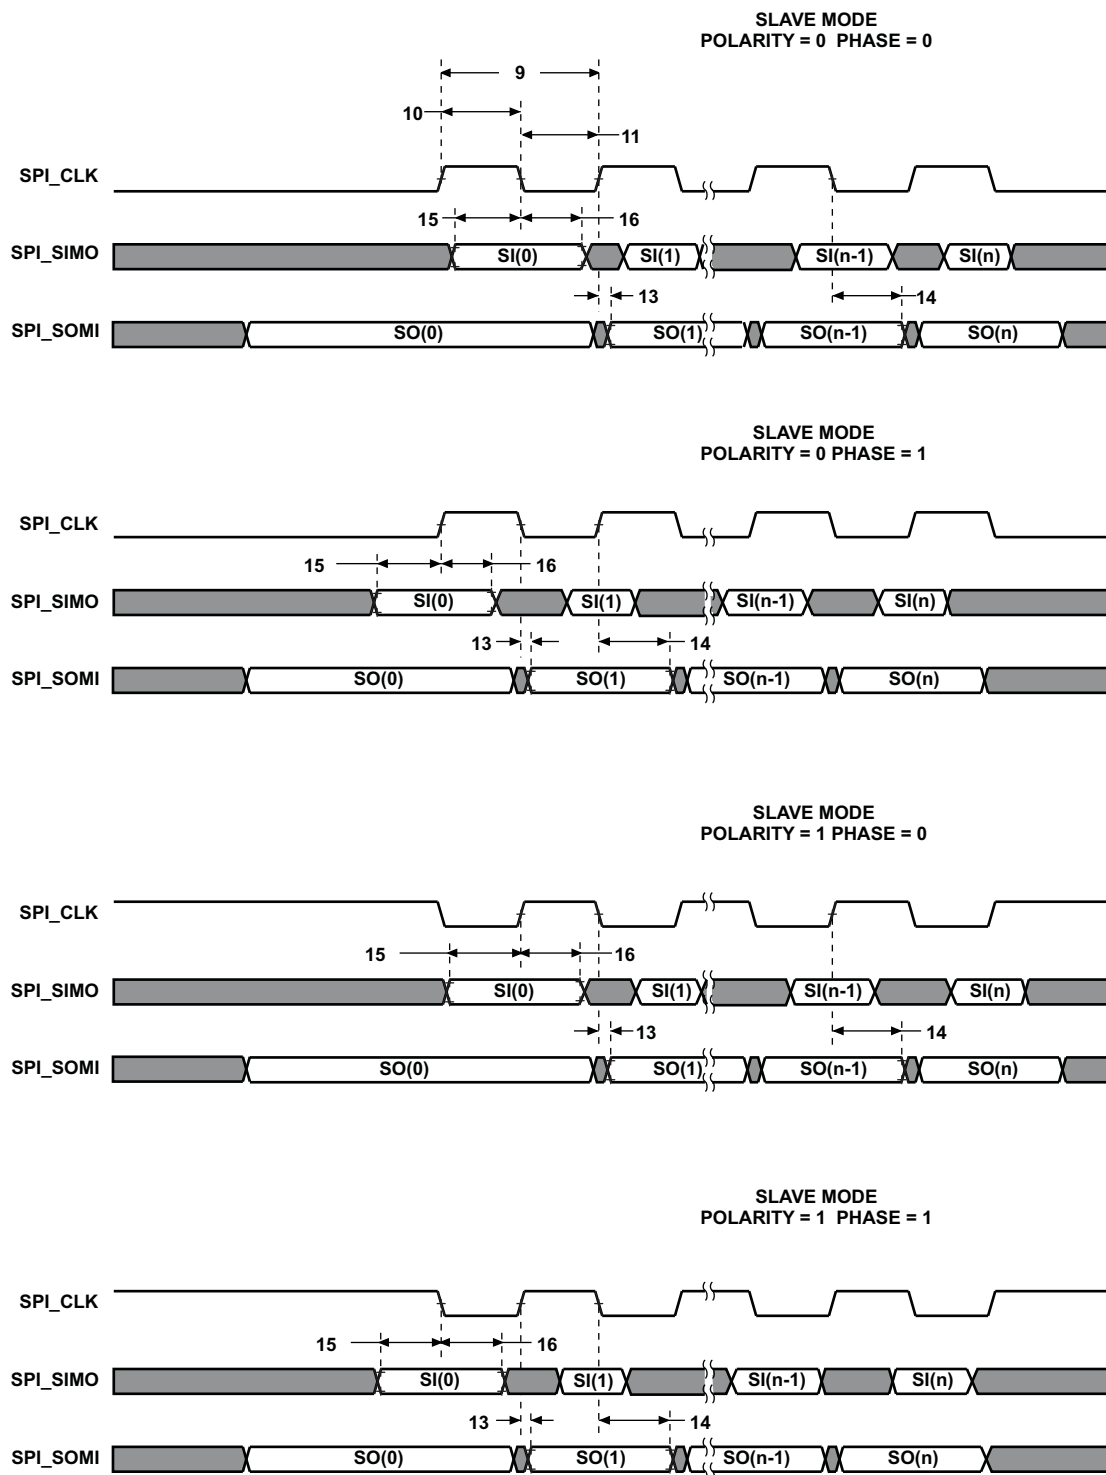 SLAVE MODE
POLARITY = 0 PHASE = 0
9
10
11
SPI_CLK
15
16
SPI_SIMO
SI(0)
SI(1)
SI(n-1)
SI(n)
13
14
SPI_SOMI
SO(0)
SO(1)
SO(n-1)
SO(n)
SLAVE MODE
POLARITY = 0 PHASE = 1
SPI_CLK
15
16
SPI_SIMO
SI(0)
SI(1)
SI(n-1)
SI(n)
13
14
SPI_SOMI
SO(0)
SO(1)
SO(n-1)
SO(n)
SLAVE MODE
POLARITY = 1 PHASE = 0
SPI_CLK
15
16
SPI_SIMO
SI(0)
SI(1)
SI(n-1)
SI(n)
13
14
SPI_SOMI
SO(0)
SO(1)
SO(n-1)
SO(n)
SLAVE MODE
POLARITY = 1 PHASE = 1
SPI_CLK
15
16
SPI_SIMO
SI(0)
SI(1)
SI(n-1)
SI(n)
13
14
SPI_SOMI
SO(0)
SO(1)
SO(n-1)
SO(n)